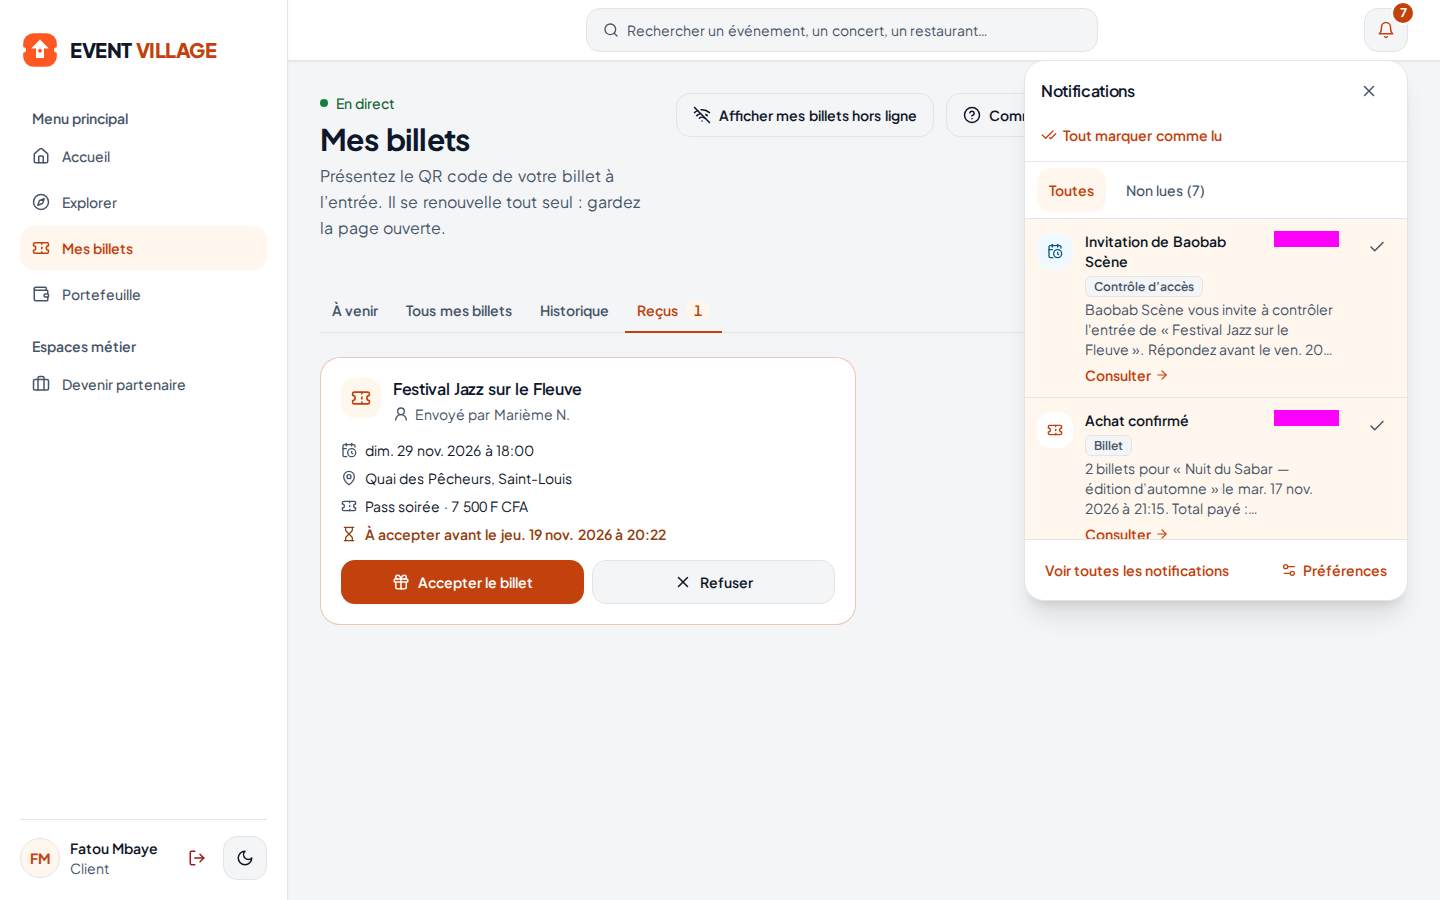 EVENT VILLAGE
Menu principal
Accueil
Explorer
Mes billets
Portefeuille
Espaces métier
Devenir partenaire
FM
Fatou Mbaye
Client
Rechercher un événement, un concert, un restaurant…
7
En direct
Mes billets
Présentez le QR code de votre billet à
l’entrée. Il se renouvelle tout seul : gardez
la page ouverte.
Afficher mes billets hors ligne
À venir
Tous mes billets
Historique
Reçus 1
Festival Jazz sur le Fleuve
Envoyé par Marième N.
dim. 29 nov. 2026 à 18:00
Quai des Pêcheurs, Saint-Louis
Pass soirée · 7 500 F CFA
À accepter avant le jeu. 19 nov. 2026 à 20:22
Accepter le billet
Refuser
Notifications
Tout marquer comme lu
Toutes
Non lues (7)
Invitation de Baobab
Scène
Contrôle d’accès
Baobab Scène vous invite à contrôler
l'entrée de « Festival Jazz sur le
Fleuve ». Répondez avant le ven. 20…
Consulter
Achat confirmé
Billet
2 billets pour « Nuit du Sabar —
édition d’automne » le mar. 17 nov.
2026 à 21:15. Total payé :…
Consulter
Voir toutes les notifications
Préférences